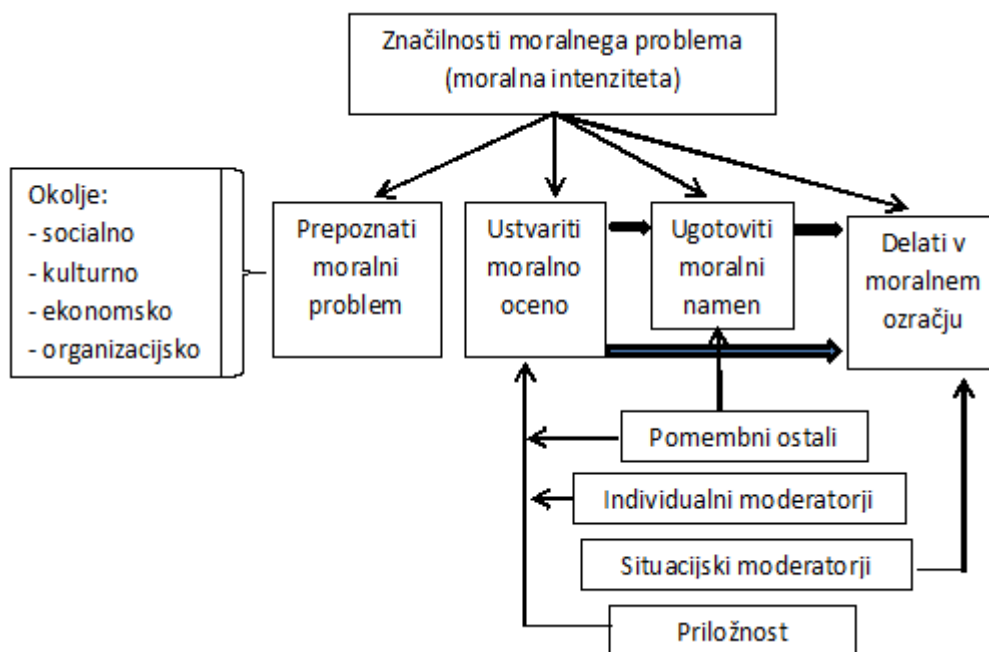 Značilnosti moralnega problema
(moralna intenziteta)
Okolje:
- socialno
- kulturno
- ekonomsko
- organizacijsko
Prepoznati
moralni
problem
Ustvariti
moralno
oceno
Ugotoviti
moralni
namen
Delati v
moralnem
ozračju
Pomembni ostali
Individualni moderatorji
Situacijski moderatorji
Priložnost